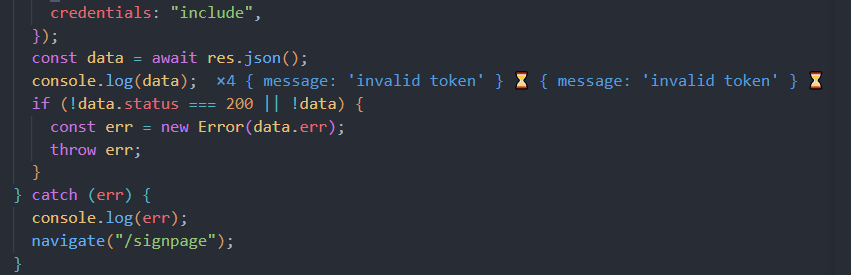 credentials: "include",
});
const data = await res.json();
console.log(data); ×4 { message: 'invalid token' } ⏳ { message: 'invalid token' } ⏳
if (!data.status === 200 || !data) {
const err = new Error(data.err);
throw err;
}
} catch (err) {
console.log(err);
navigate("/signpage");
}